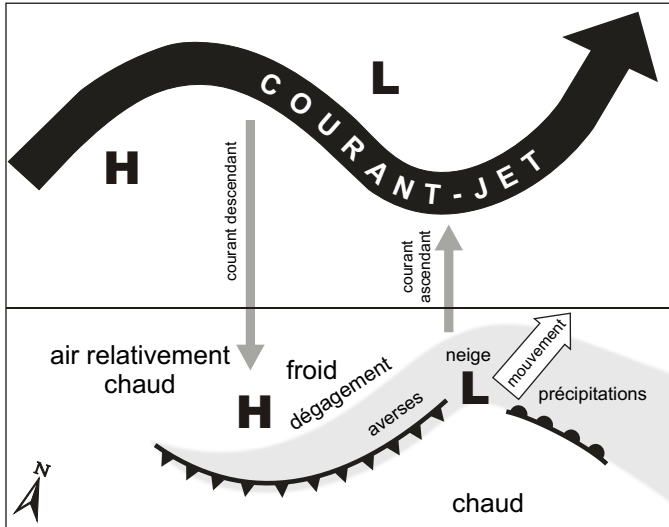 L
COURANT-JET
H
courant descendant
courant
ascendant
air relativement
chaud
froid
dégagement
H
averses
neige
L
mouvement
précipitations
chaud
N